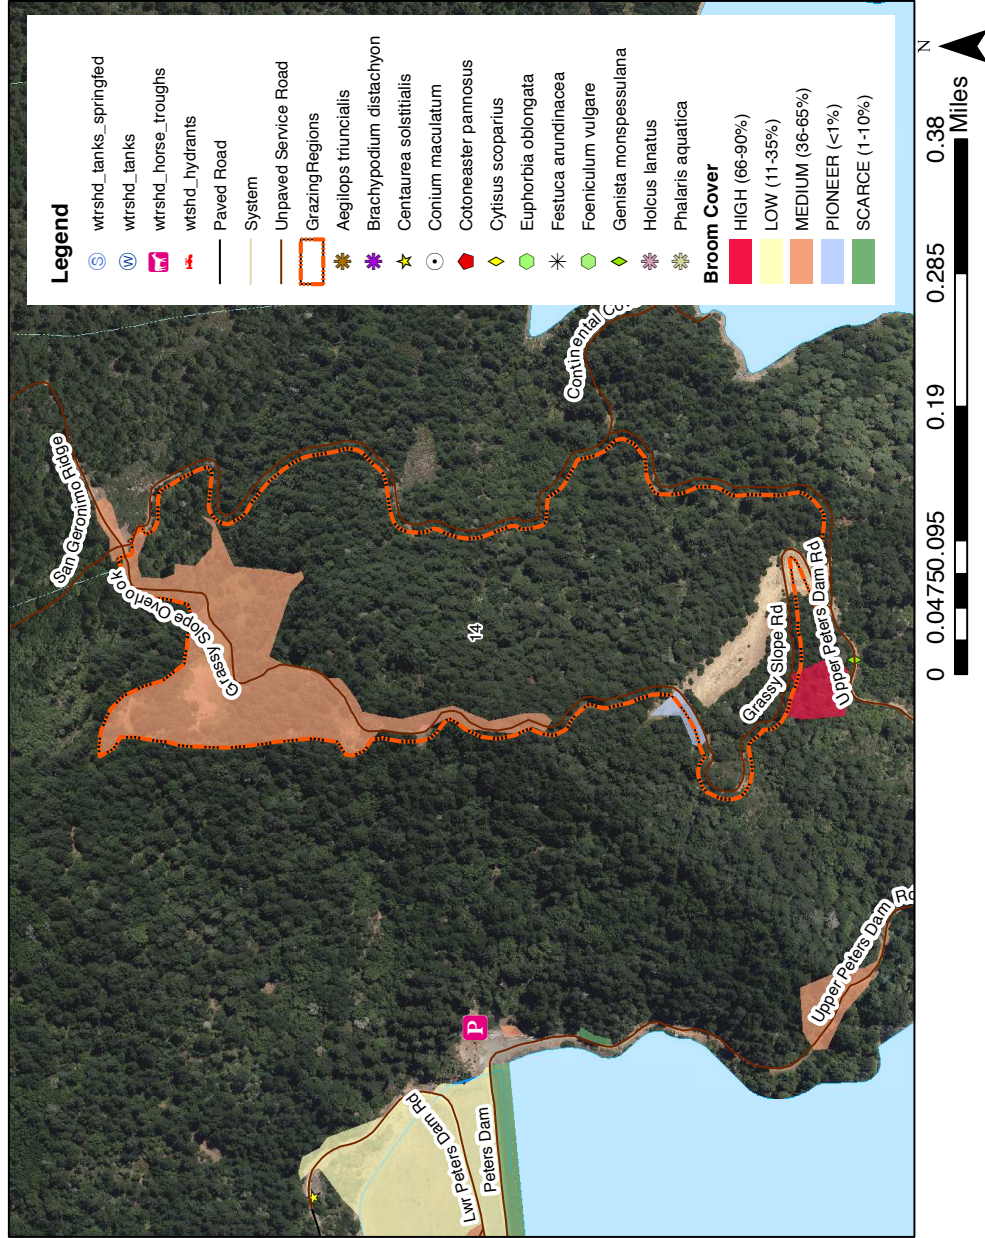 Legend
wtrshd_tanks_springfed
wtrshd_tanks
wtrshd_horse_troughs
wtshd_hydrants
Paved Road
System
Unpaved Service Road
GrazingRegions
Aegilops triuncialis
Brachypodium distachyon
Centaurea solstitialis
Conium maculatum
Cotoneaster pannosus
Cytisus scoparius
Euphorbia oblongata
Festuca arundinacea
Foeniculum vulgare
Genista monspessulana
Holcus lanatus
Phalaris aquatica
Broom Cover
HIGH (66-90%)
LOW (11-35%)
MEDIUM (36-65%)
PIONEER (<1%)
SCARCE (1-10%)
S
W
N
0 0.0475 0.095 0.19 0.285 0.38
Miles
San Geronimo Ridge
Grassy Slope Overlook
14
Continental Co
Grassy Slope Rd
Upper Peters Dam Rd
Upper Peters Dam Rd
P
Lwr Peters Dam Rd
Peters Dam